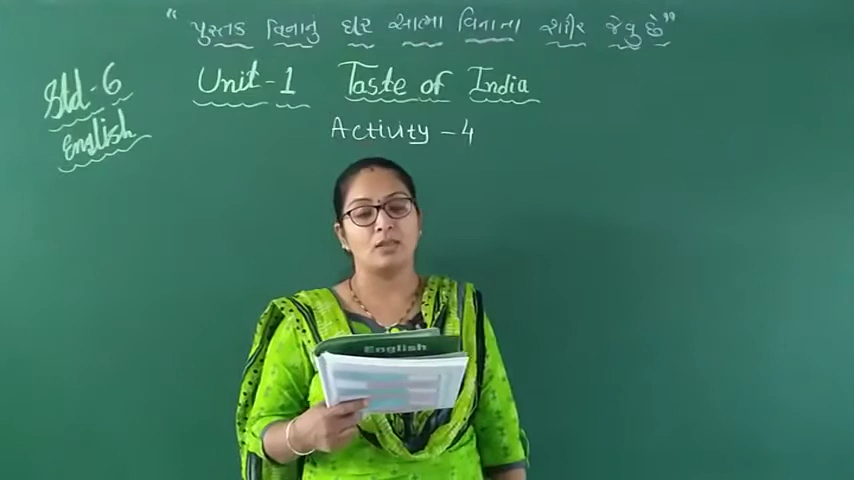 "પુસ્તક વિનાનું ઘર આત્મા વિનાના શરીર જેવું છે"
Std-6
English
Unit-1 Taste of India
Activity-4
English